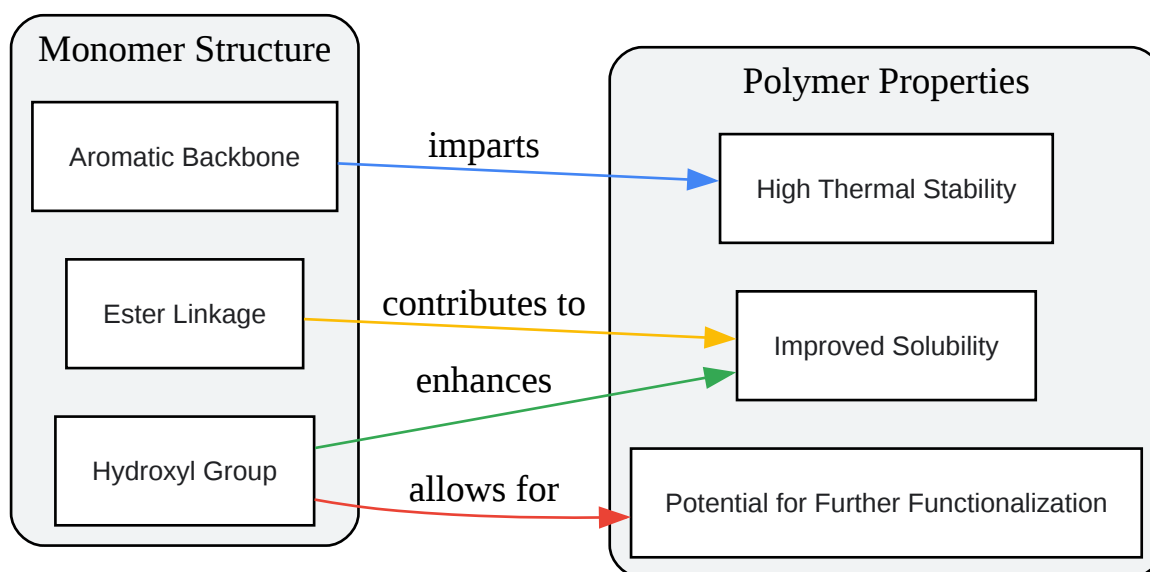 Monomer Structure
Aromatic Backbone
Ester Linkage
Hydroxyl Group
imparts
contributes to
enhances
allows for
Polymer Properties
High Thermal Stability
Improved Solubility
Potential for Further Functionalization